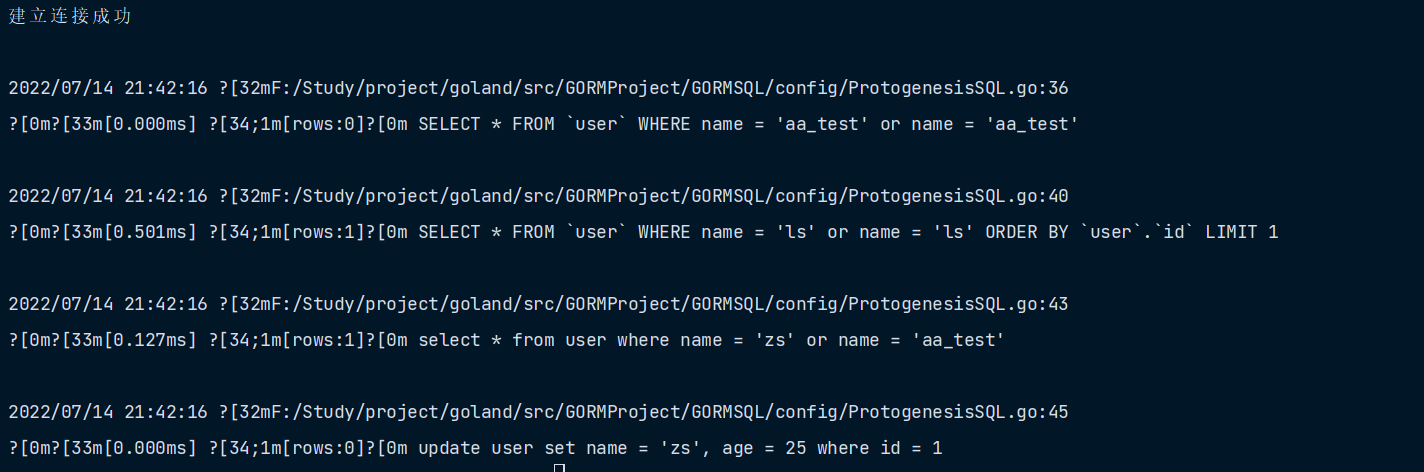 建立连接成功
2022/07/14 21:42:16 ?[32mF:/Study/project/goland/src/GORMProject/GORMSQL/config/ProtogenesisSQL.go:36
?[0m?[33m[0.000ms] ?[34;1m[rows:0]?[0m SELECT * FROM `user` WHERE name = 'aa_test' or name = 'aa_test'
2022/07/14 21:42:16 ?[32mF:/Study/project/goland/src/GORMProject/GORMSQL/config/ProtogenesisSQL.go:40
?[0m?[33m[0.501ms] ?[34;1m[rows:1]?[0m SELECT * FROM `user` WHERE name = 'ls' or name = 'ls' ORDER BY `user`.`id` LIMIT 1
2022/07/14 21:42:16 ?[32mF:/Study/project/goland/src/GORMProject/GORMSQL/config/ProtogenesisSQL.go:43
?[0m?[33m[0.127ms] ?[34;1m[rows:1]?[0m select * from user where name = 'zs' or name = 'aa_test'
2022/07/14 21:42:16 ?[32mF:/Study/project/goland/src/GORMProject/GORMSQL/config/ProtogenesisSQL.go:45
?[0m?[33m[0.000ms] ?[34;1m[rows:0]?[0m update user set name = 'zs', age = 25 where id = 1